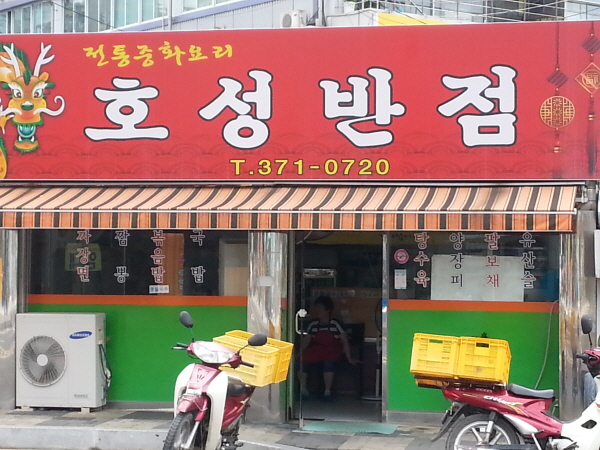 전통중화요리
호성반점
T.371-0720
짜장면
짬뽕
볶음밥
국밥
탕수육
양장피
팔보채
유산슬
SAMSUNG